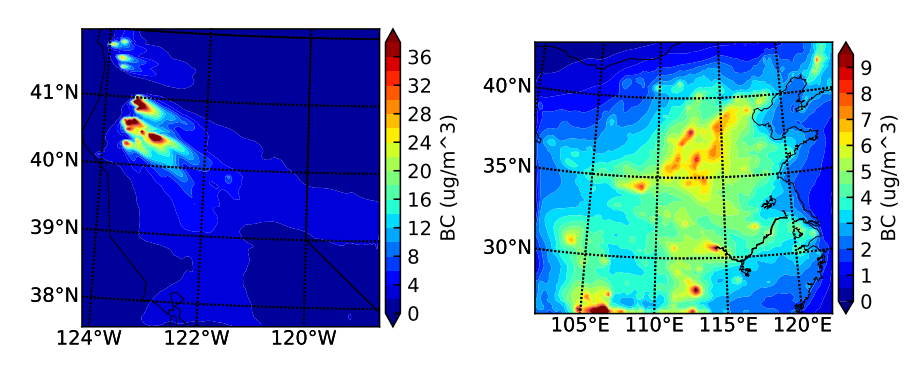 41°N
40°N
39°N
38°N
124°W
122°W
120°W
36
32
28
24
20
16
12
8
4
0
BC (ug/m^3)
40°N
35°N
30°N
105°E
110°E
115°E
120°E
9
8
7
6
5
4
3
2
1
0
BC (ug/m^3)